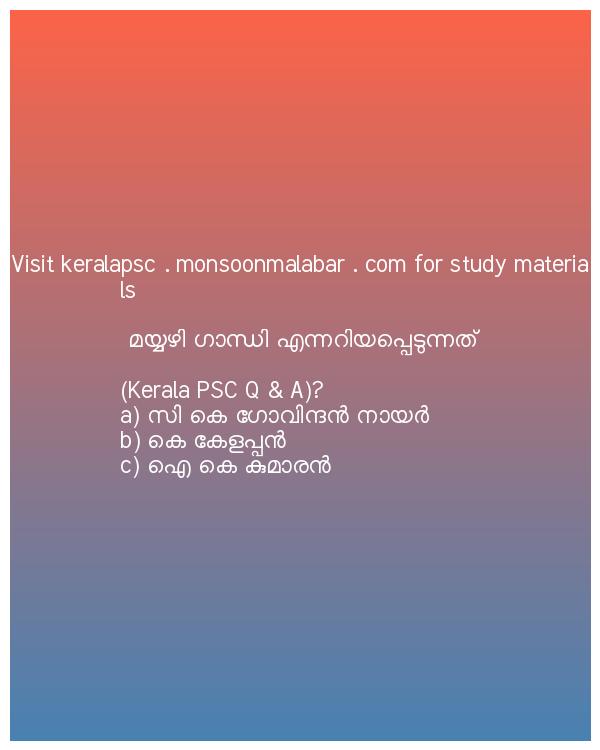 Visit keralapsc . monsoonmalabar . com for study materia
ls
മയ്യഴി ഗാന്ധി എന്നറിയപ്പെടുന്നത്
(Kerala PSC Q & A)?
a) സി കെ ഗോവിന്ദൻ നായർ
b) കെ കേളപ്പൻ
c) ഐ കെ കുമാരൻ